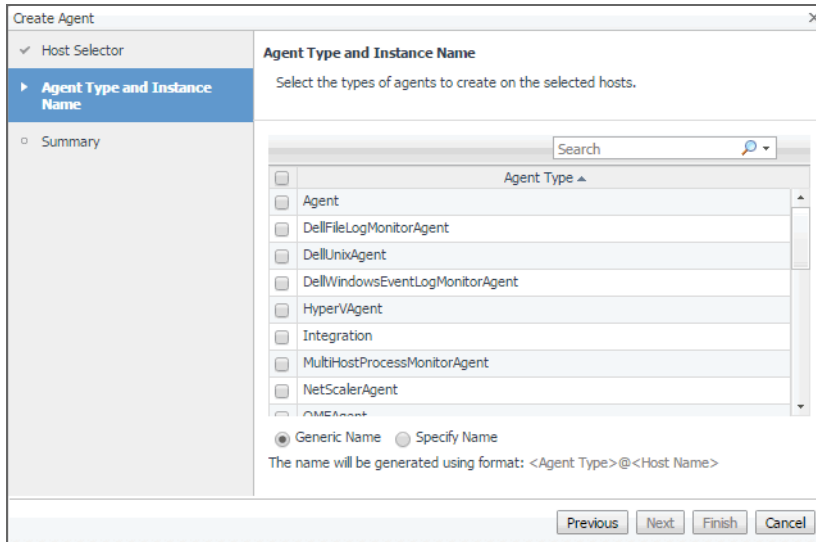 Create Agent
Host Selector
Agent Type and Instance
Name
Summary
Agent Type and Instance Name
Select the types of agents to create on the selected hosts.
Search
Agent Type
Agent
DellFileLogMonitorAgent
DellUnixAgent
DellWindowsEventLogMonitorAgent
HyperVAgent
Integration
MultiHostProcessMonitorAgent
NetScalerAgent
Generic Name Specify Name
The name will be generated using format: <Agent Type>@<Host Name>
Previous Next Finish Cancel